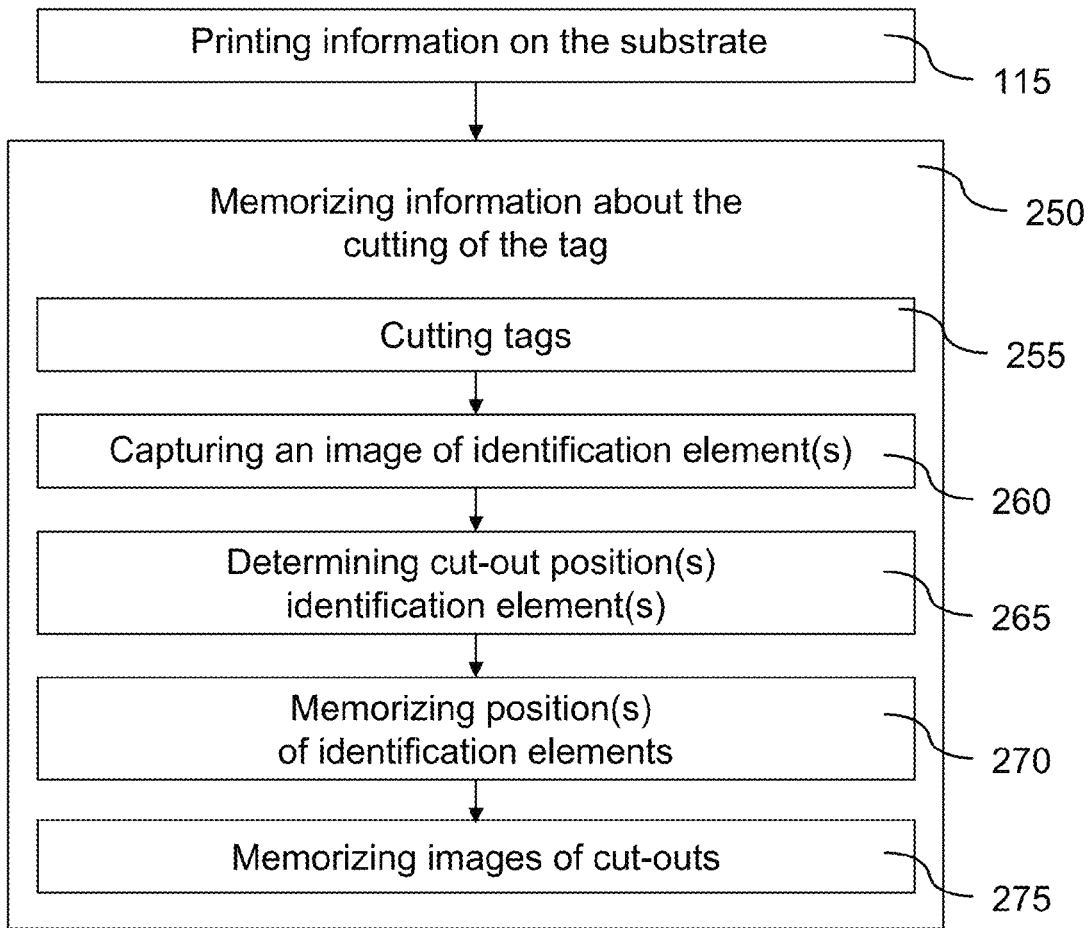 Printing information on the substrate
115
Memorizing information about the
cutting of the tag
250
Cutting tags
255
Capturing an image of identification element(s)
260
Determining cut-out position(s)
identification element(s)
265
Memorizing position(s)
of identification elements
270
Memorizing images of cut-outs
275